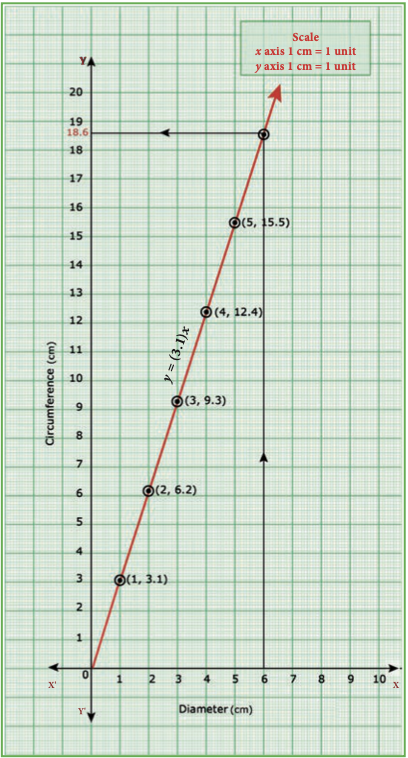 Scale
x axis 1 cm = 1 unit
y axis 1 cm = 1 unit
y
20
19
18.6
18
17
16
(5, 15.5)
15
14
13
(4, 12.4)
12
11
y = (3.1)x
10
(3, 9.3)
9
8
7
(2, 6.2)
6
5
4
(1, 3.1)
3
2
1
Circumference (cm)
0 1 2 3 4 5 6 7 8 9 10
X' X
Y'
Diameter (cm)